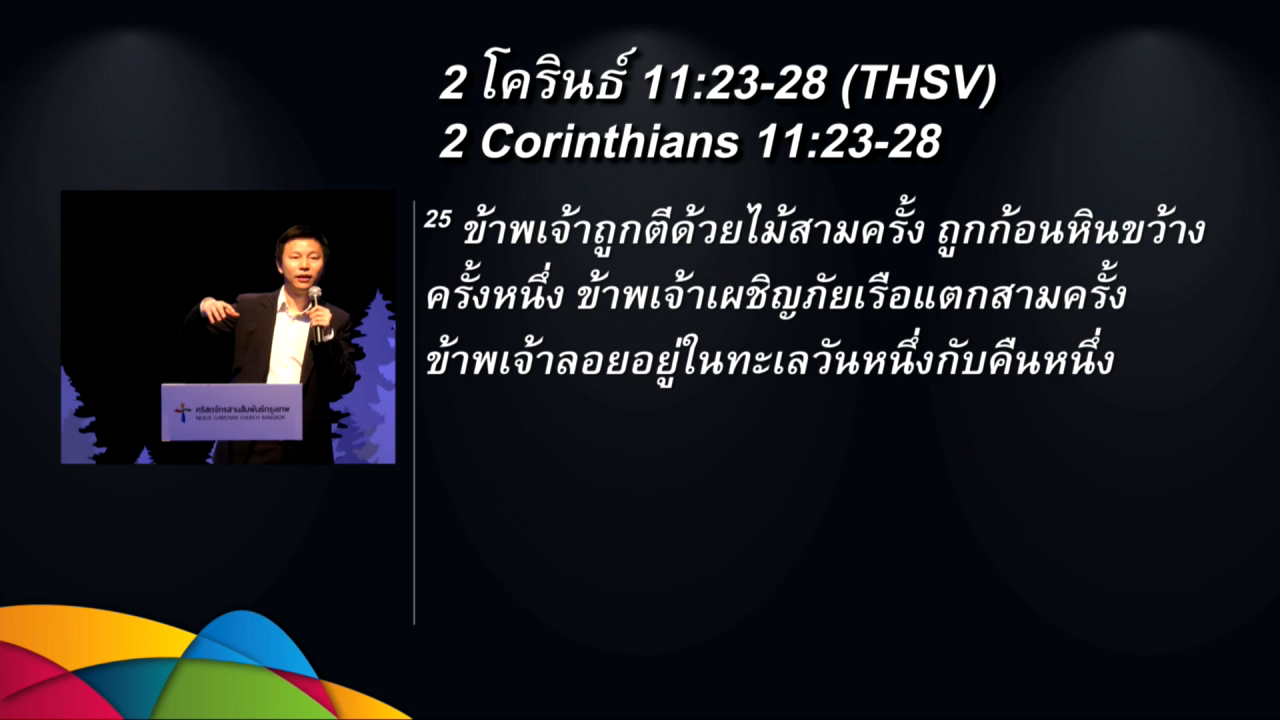 2 โครินธ์ 11:23-28 (THSV)
2 Corinthians 11:23-28
25 ข้าพเจ้าถูกตีด้วยไม้สามครั้ง ถูกก้อนหินขว้าง
ครั้งหนึ่ง ข้าพเจ้าเผชิญภัยเรือแตกสามครั้ง
ข้าพเจ้าลอยอยู่ในทะเลวันหนึ่งกับคืนหนึ่ง
คริสตจักรสานสัมพันธ์กรุงเทพ
NEXUS CHRISTIAN CHURCH BANGKOK